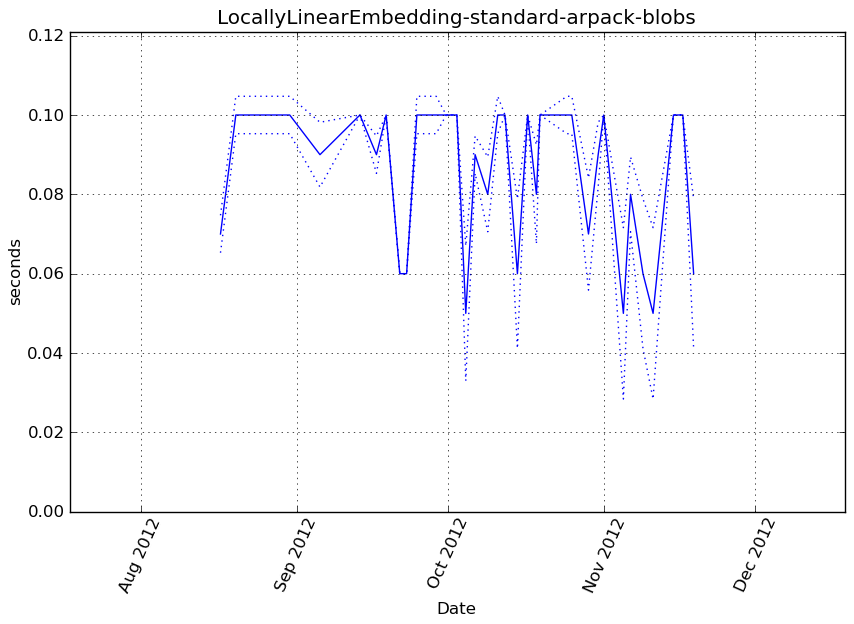 LocallyLinearEmbedding-standard-arpack-blobs
0.12
0.10
0.08
0.06
0.04
0.02
0.00
seconds
Aug 2012
Sep 2012
Oct 2012
Nov 2012
Dec 2012
Date